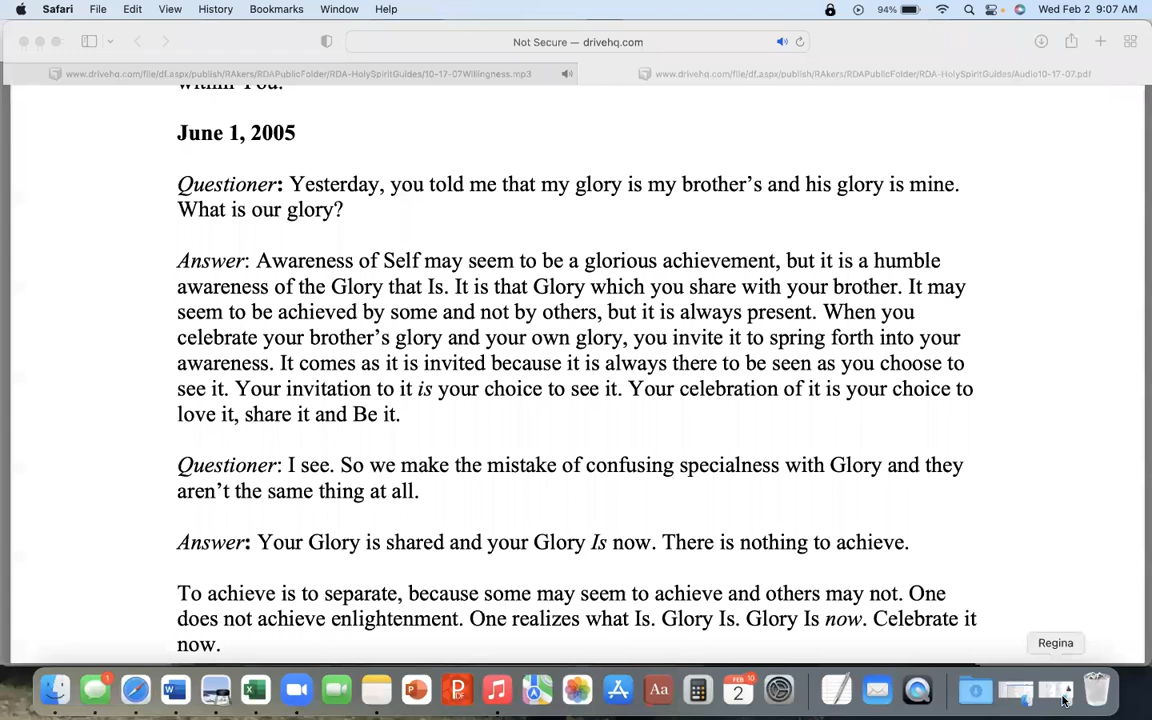 Safari File Edit View History Bookmarks Window Help 94% Wed Feb 2 9:07 AM
Not Secure — drivehq.com
www.drivehq.com/file/df.aspx/publish/RAkers/RDAPublicFolder/RDA-HolySpiritGuides/10-17-07Willingness.mp3 www.drivehq.com/file/df.aspx/publish/RAkers/RDAPublicFolder/RDA-HolySpiritGuides/Audio10-17-07.pdf
within You.
June 1, 2005
Questioner: Yesterday, you told me that my glory is my brother’s and his glory is mine.
What is our glory?
Answer: Awareness of Self may seem to be a glorious achievement, but it is a humble
awareness of the Glory that Is. It is that Glory which you share with your brother. It may
seem to be achieved by some and not by others, but it is always present. When you
celebrate your brother’s glory and your own glory, you invite it to spring forth into your
awareness. It comes as it is invited because it is always there to be seen as you choose to
see it. Your invitation to it is your choice to see it. Your celebration of it is your choice to
love it, share it and Be it.
Questioner: I see. So we make the mistake of confusing specialness with Glory and they
aren’t the same thing at all.
Answer: Your Glory is shared and your Glory Is now. There is nothing to achieve.
To achieve is to separate, because some may seem to achieve and others may not. One
does not achieve enlightenment. One realizes what Is. Glory Is. Glory Is now. Celebrate it
now.
Regina
1
FEB
2
10
Aa